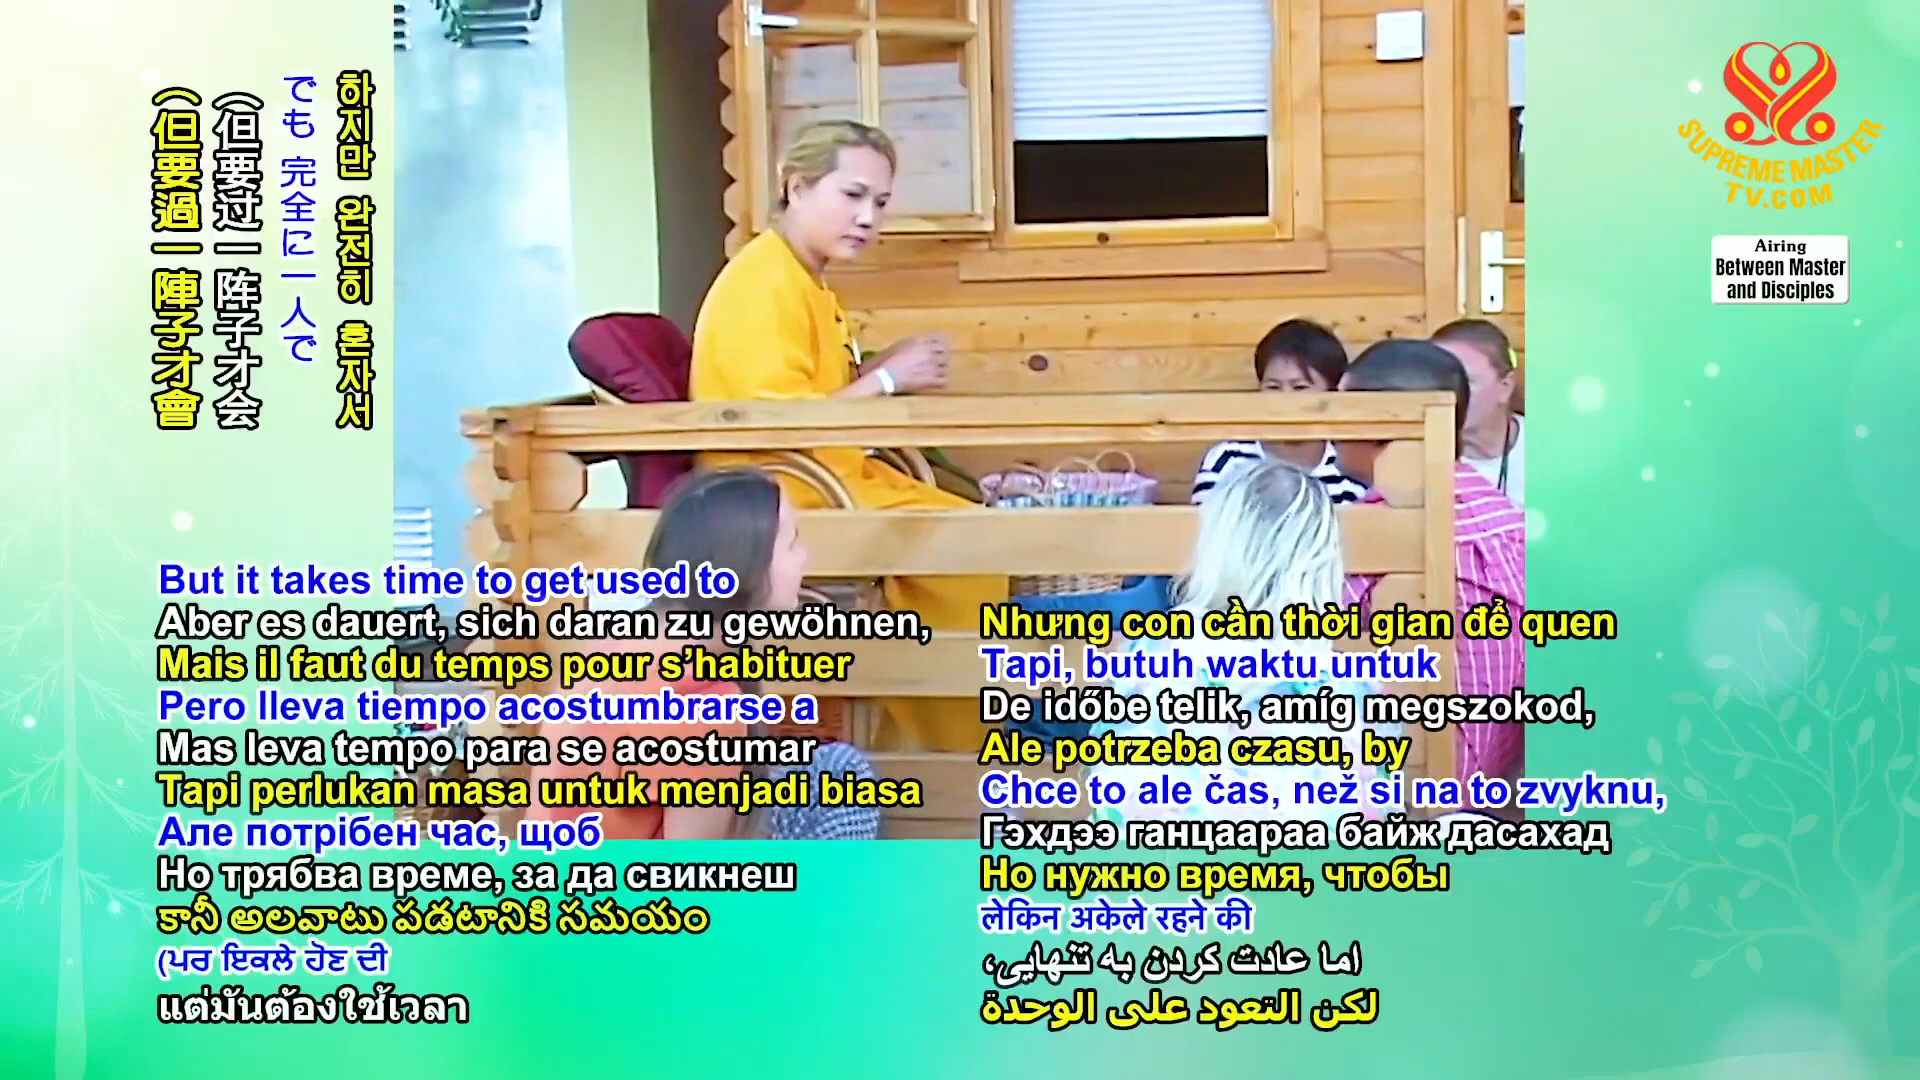 하지만 완전히 혼자서
でも 完全に一人で
(但要过一阵子才会
(但要過一陣子才會
SUPREME MASTER
TV.COM
Airing
Between Master
and Disciples
But it takes time to get used to
Aber es dauert, sich daran zu gewöhnen,
Mais il faut du temps pour s’habituer
Pero lleva tiempo acostumbrarse a
Mas leva tempo para se acostumar
Tapi perlukan masa untuk menjadi biasa
Але потрібен час, щоб
Но трябва време, за да свикнеш
కానీ అలవాటు పడటానికి సమయం
(ਪਰ ਇਕਲੇ ਹੋਣ ਦੀ
แต่มันต้องใช้เวลา
Nhưng con cần thời gian để quen
Tapi, butuh waktu untuk
De időbe telik, amíg megszokod,
Ale potrzeba czasu, by
Chce to ale čas, než si na to zvyknu,
Гэхдээ ганцаараа байж дасахад
Но нужно время, чтобы
लेकिन अकेले रहने की
اما عادت کردن به تنهایی،
لكن التعود على الوحدة